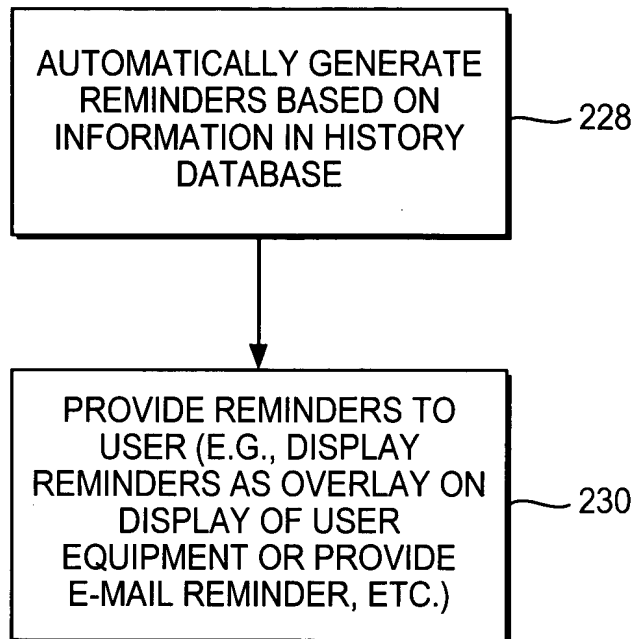 AUTOMATICALLY GENERATE
REMINDERS BASED ON
INFORMATION IN HISTORY
DATABASE
228
PROVIDE REMINDERS TO
USER (E.G., DISPLAY
REMINDERS AS OVERLAY ON
DISPLAY OF USER
EQUIPMENT OR PROVIDE
E-MAIL REMINDER, ETC.)
230